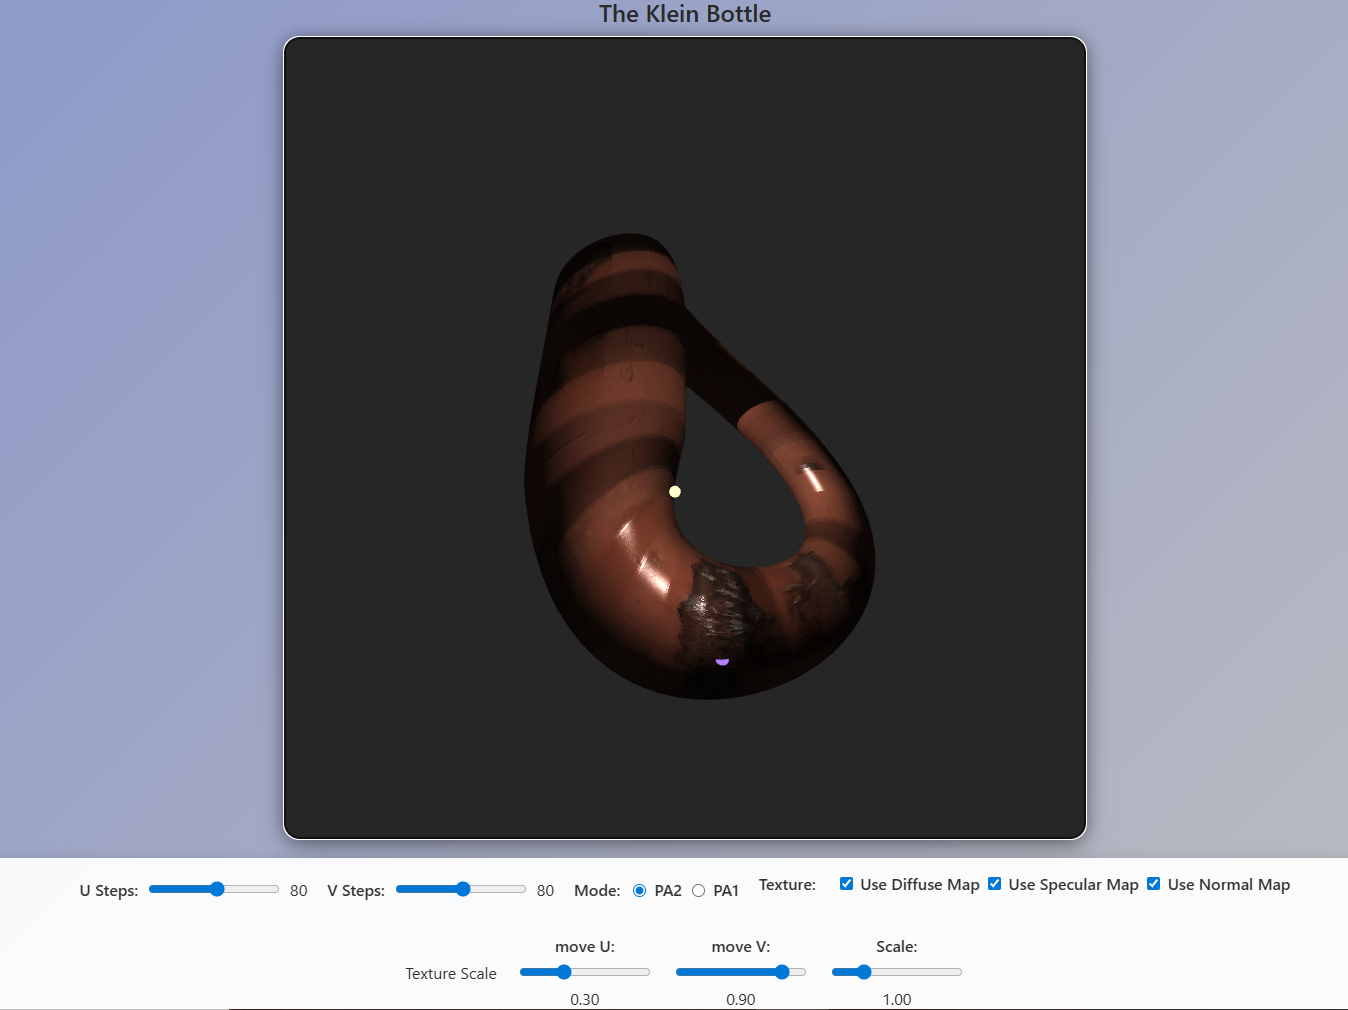 The Klein Bottle
U Steps: 80 V Steps: 80 Mode: PA2 PA1 Texture: Use Diffuse Map Use Specular Map Use Normal Map
move U: move V: Scale:
Texture Scale
0.30 0.90 1.00